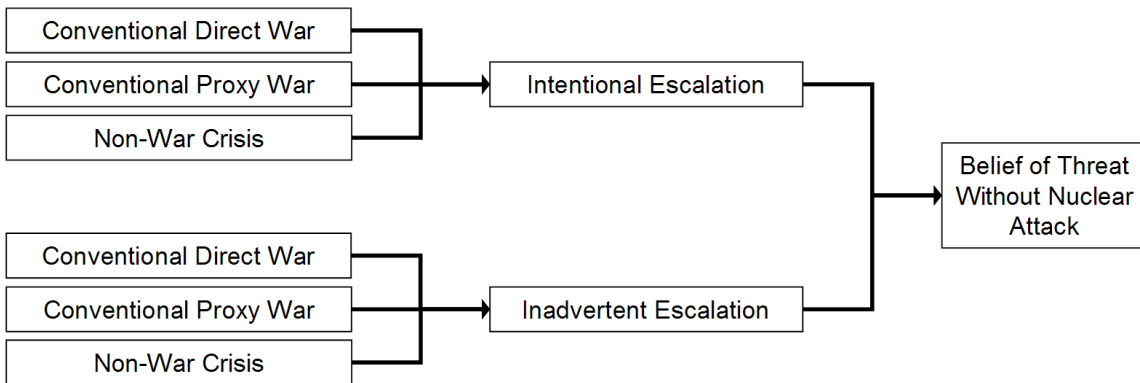 Conventional Direct War
Conventional Proxy War
Non-War Crisis
Intentional Escalation
Conventional Direct War
Conventional Proxy War
Non-War Crisis
Inadvertent Escalation
Belief of Threat
Without Nuclear
Attack